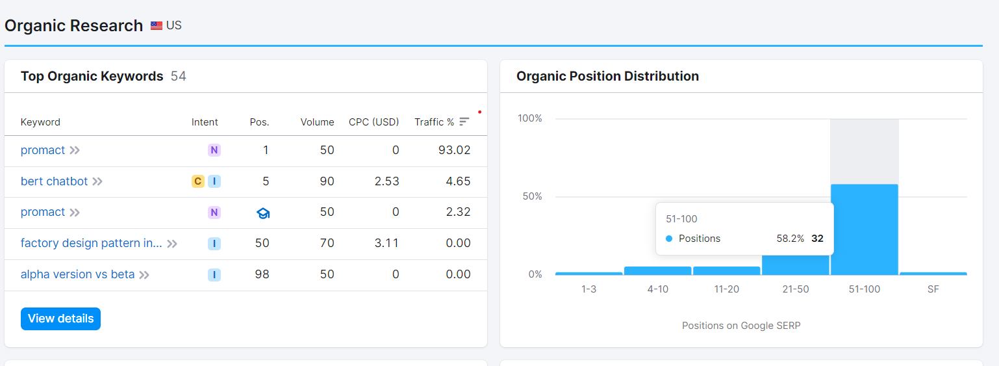 Organic Research US
Top Organic Keywords 54
Keyword Intent Pos. Volume CPC (USD) Traffic %
promact N 1 50 0 93.02
bert chatbot C I 5 90 2.53 4.65
promact N 50 0 2.32
factory design pattern in... I 50 70 3.11 0.00
alpha version vs beta I 98 50 0 0.00
View details
Organic Position Distribution
100%
50%
0%
51-100
Positions 58.2% 32
1-3 4-10 11-20 21-50 51-100 SF
Positions on Google SERP